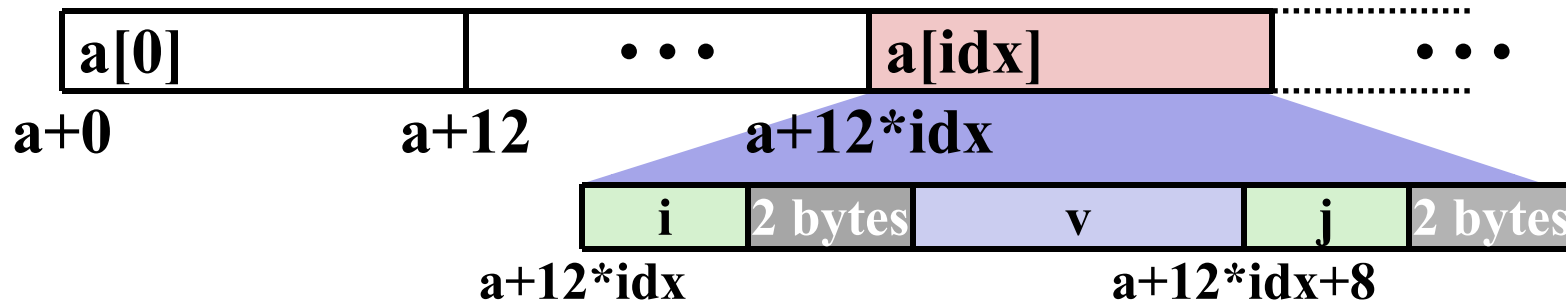 a[0] • • • a[idx] • • •
a+0 a+12 a+12*idx
i 2 bytes v j 2 bytes
a+12*idx a+12*idx+8